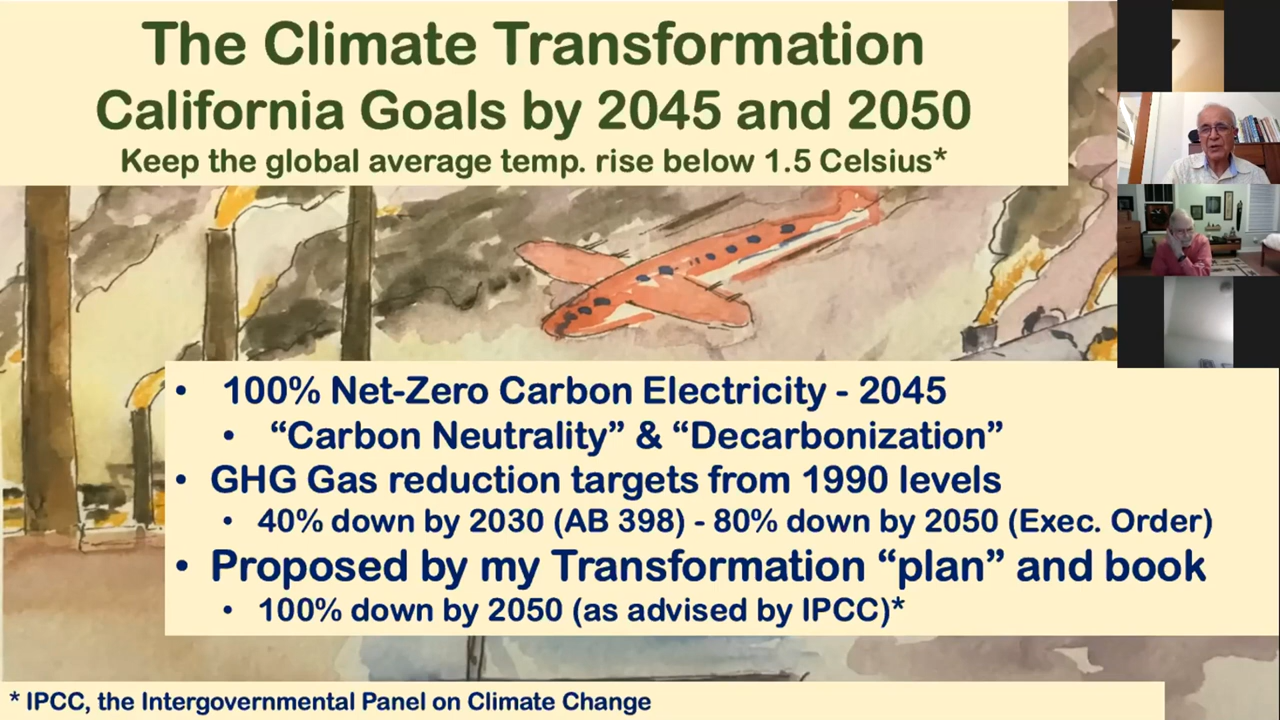 The Climate Transformation
California Goals by 2045 and 2050
Keep the global average temp. rise below 1.5 Celsius*
• 100% Net-Zero Carbon Electricity - 2045
• “Carbon Neutrality” & “Decarbonization”
• GHG Gas reduction targets from 1990 levels
• 40% down by 2030 (AB 398) - 80% down by 2050 (Exec. Order)
• Proposed by my Transformation “plan” and book
• 100% down by 2050 (as advised by IPCC)*
* IPCC, the Intergovernmental Panel on Climate Change